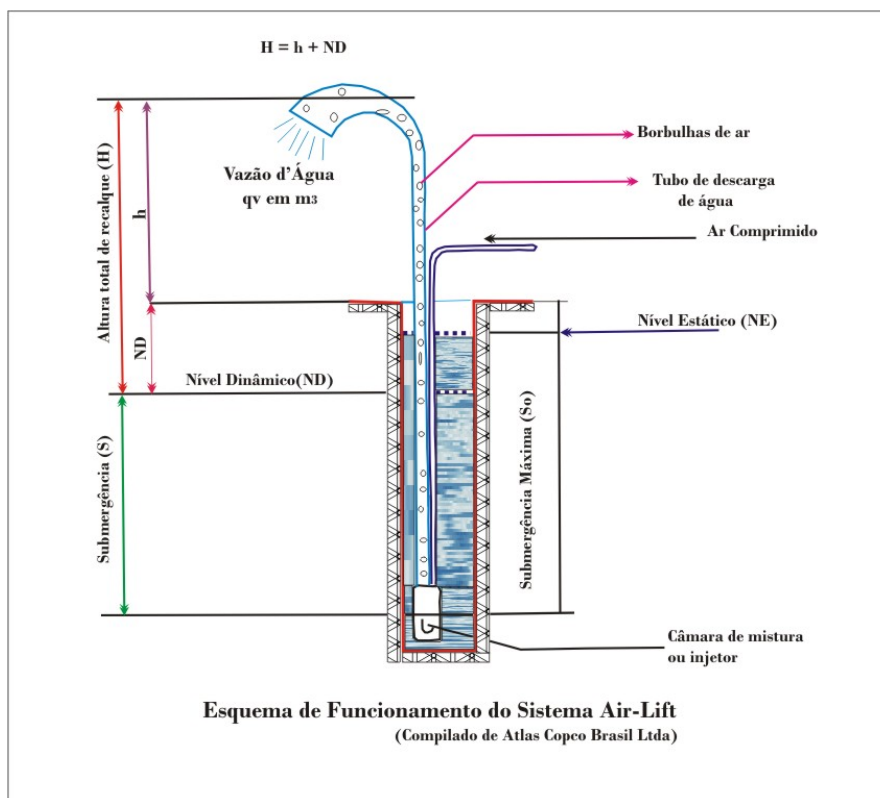 H = h + ND
Borbulhas de ar
Vazão d’Água
qv em m3
Tubo de descarga
de água
Ar Comprimido
Altura total de recalque (H)
h
ND
Nível Estático (NE)
Nível Dinâmico(ND)
Submergência (S)
Submergência Máxima (So)
Câmara de mistura
ou injetor
Esquema de Funcionamento do Sistema Air-Lift
(Compilado de Atlas Copco Brasil Ltda)